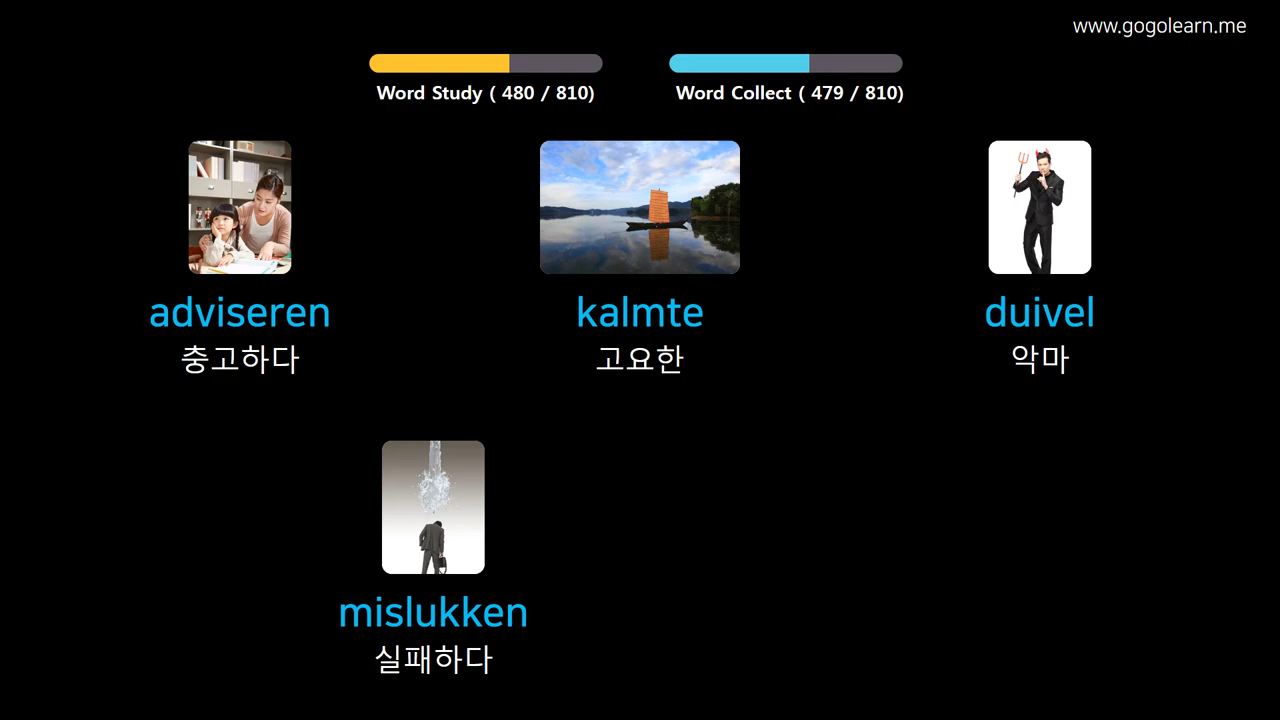 www.gogolearn.me
Word Study ( 480 / 810)
Word Collect ( 479 / 810)
adviseren
충고하다
kalmte
고요한
duivel
악마
mislukken
실패하다